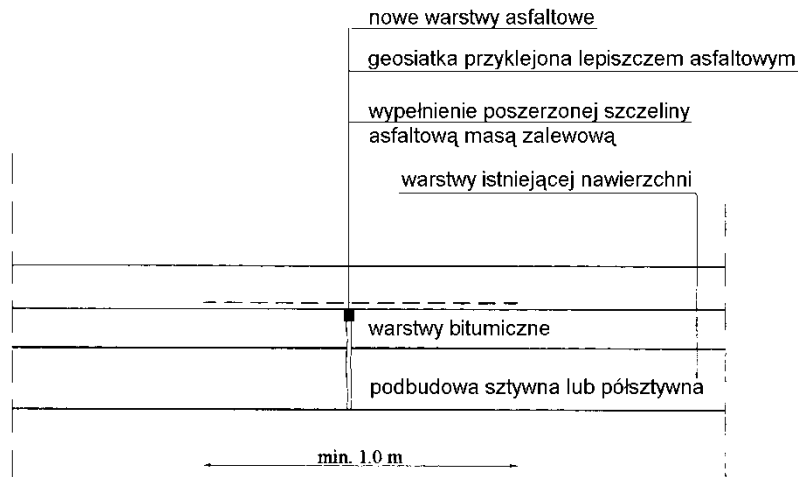 nowe warstwy asfaltowe
geosiatka przyklejona lepiszczem asfaltowym
wypełnienie poszerzonej szczeliny
asfaltową masą zalewową
warstwy istniejącej nawierzchni
warstwy bitumiczne
podbudowa sztywna lub półsztywna
min. 1.0 m